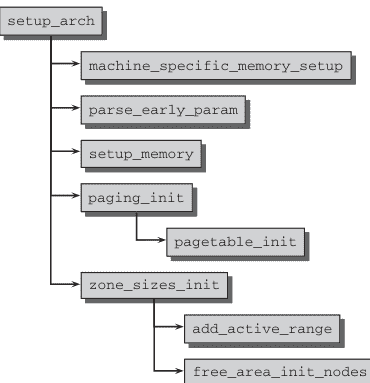 setup_arch
machine_specific_memory_setup
parse_early_param
setup_memory
paging_init
pagetable_init
zone_sizes_init
add_active_range
free_area_init_nodes